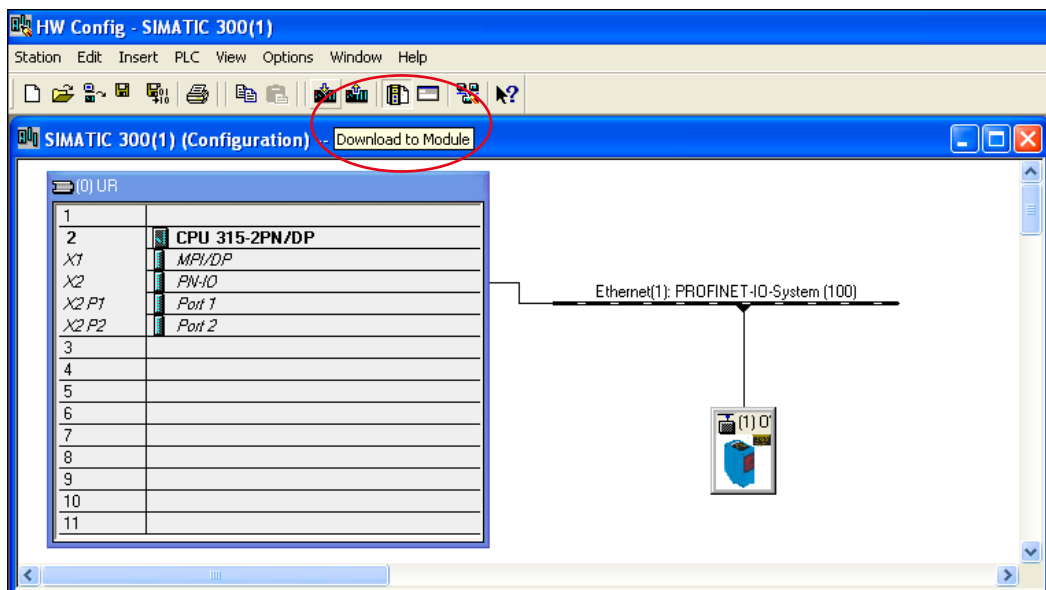 HW Config - SIMATIC 300(1)
Station Edit Insert PLC View Options Window Help
SIMATIC 300(1) (Configuration) --
Download to Module
(0) UR
1
2 CPU 315-2PN/DP
X1 MPI/DP
X2 PN-IO
X2 P1 Port 1
X2 P2 Port 2
3
4
5
6
7
8
9
10
11
Ethernet(1): PROFINET-IO-System (100)
(1) O